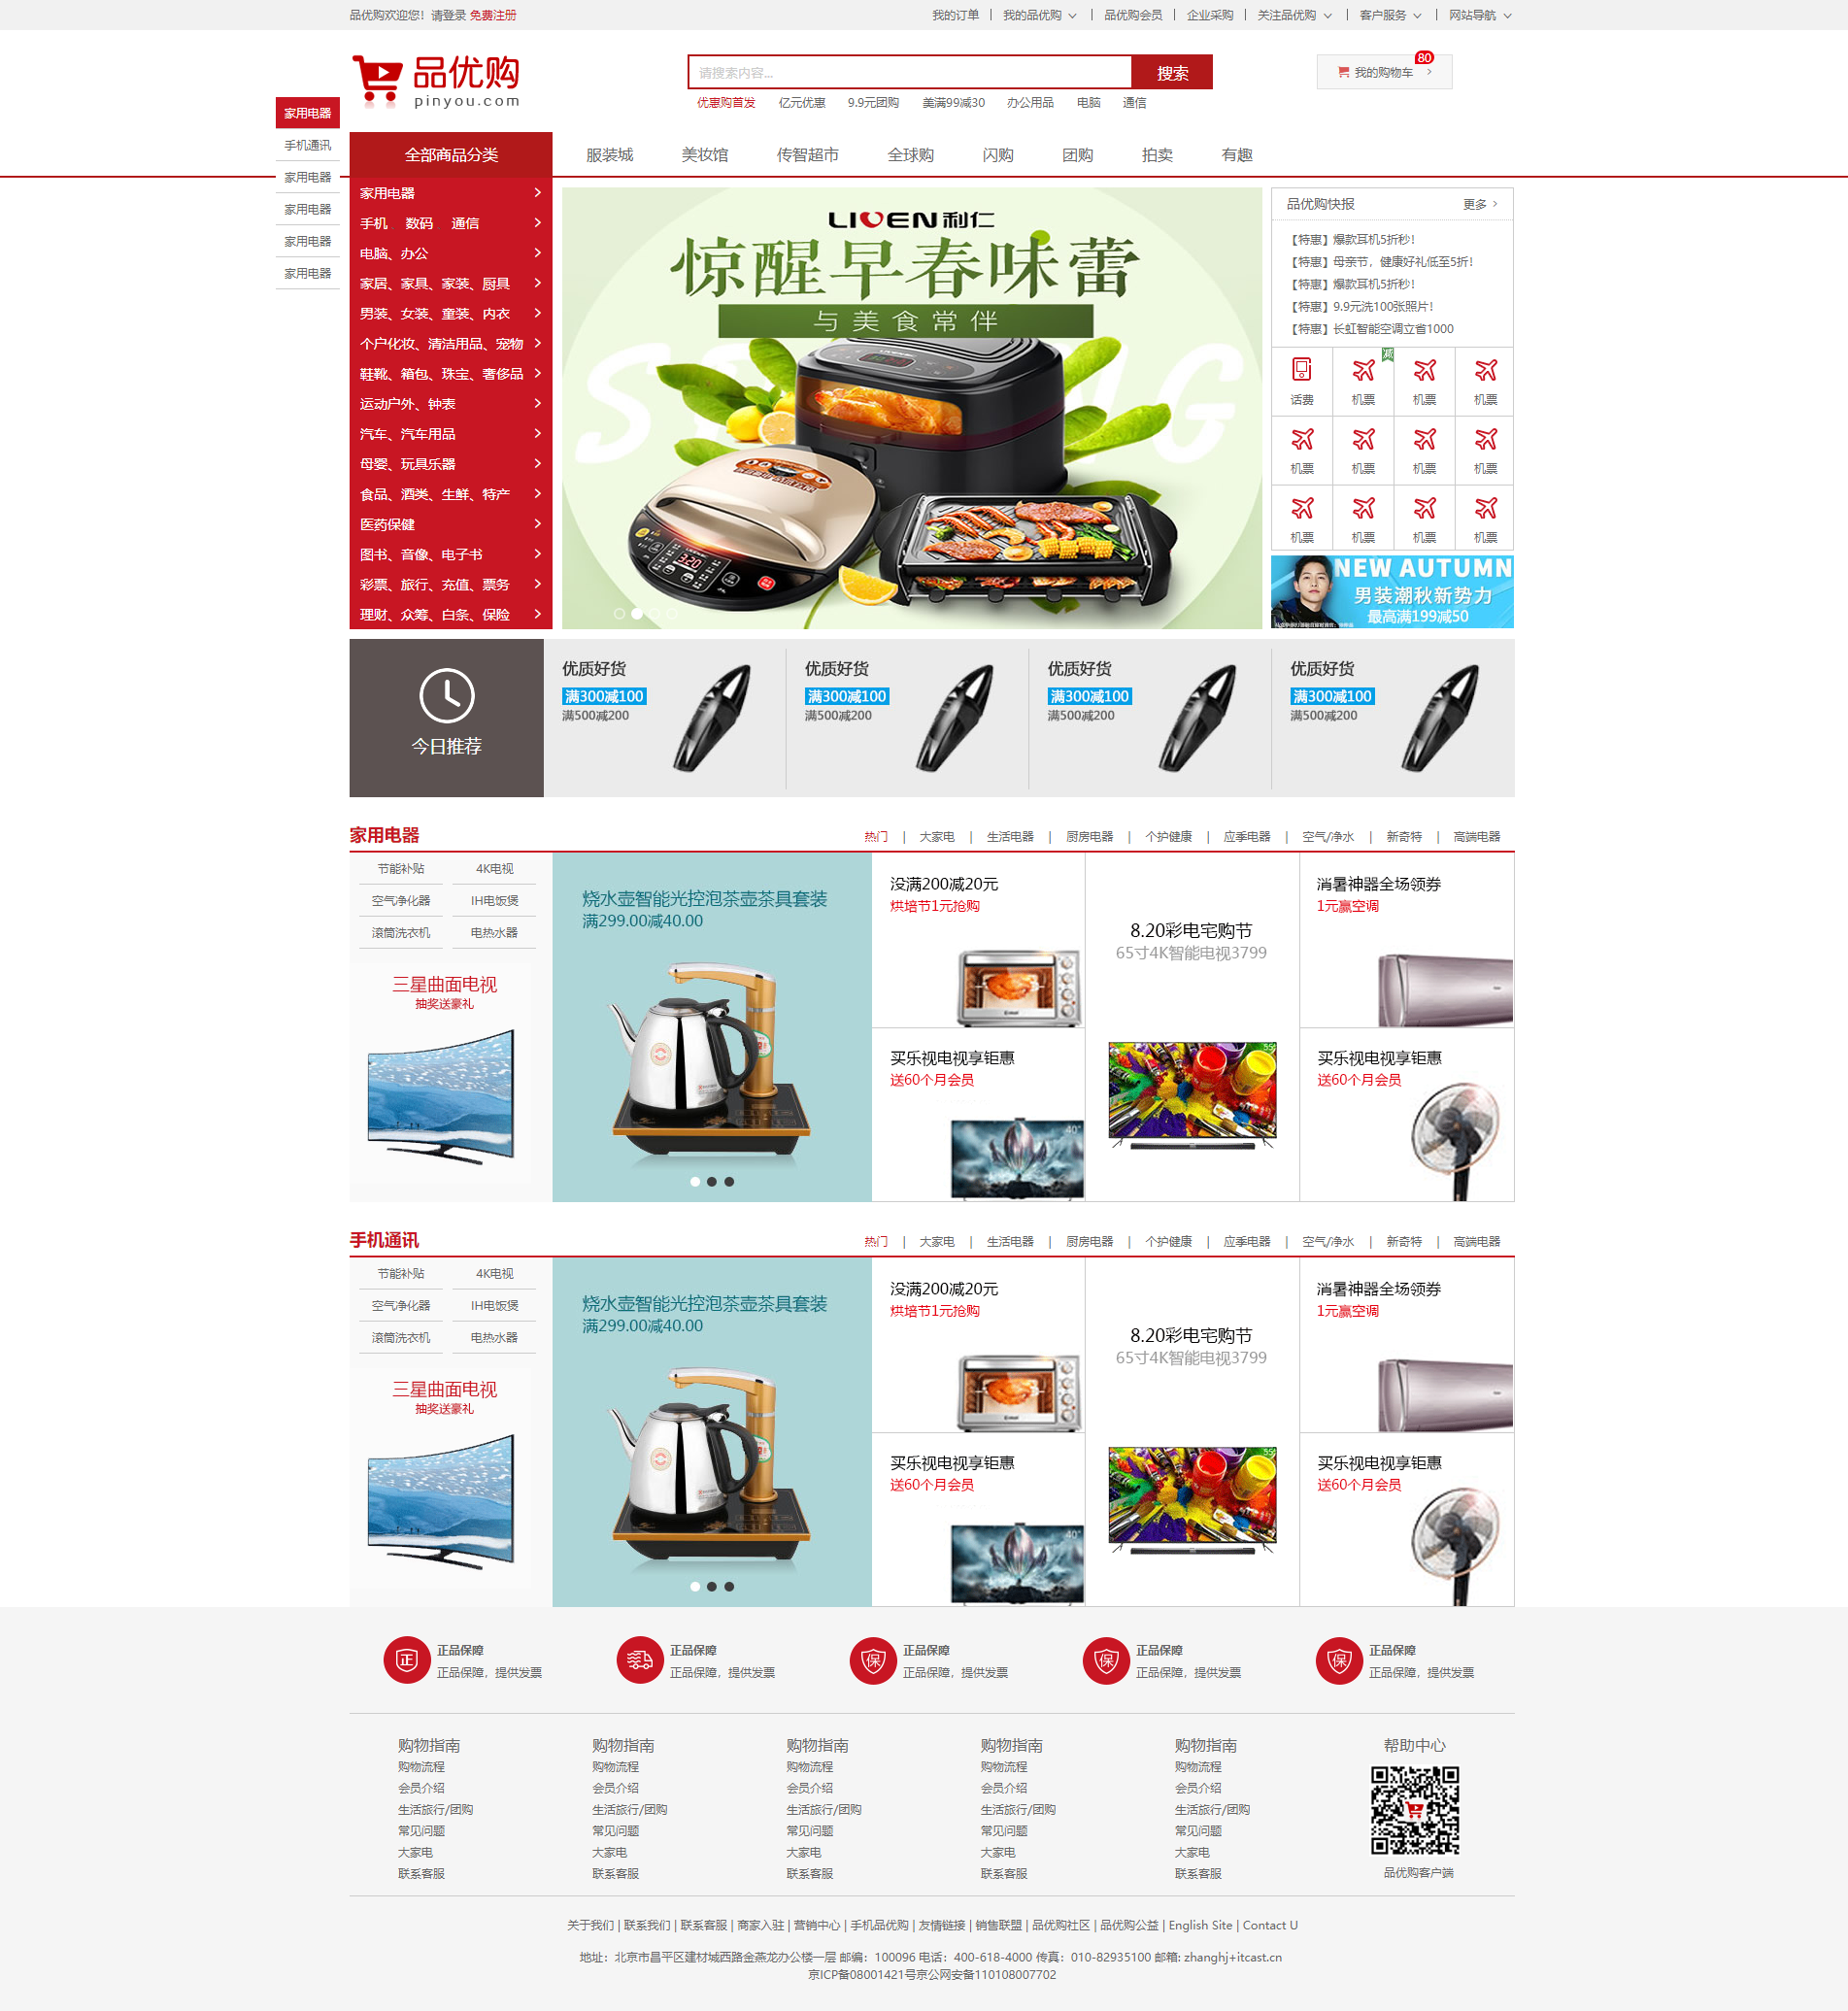 品优购欢迎您！ 请登录 免费注册
我的订单 | 我的品优购 | 品优购会员 | 企业采购 | 关注品优购 | 客户服务 | 网站导航
品优购
pinyou.com
请搜索内容... 搜索
80
我的购物车
优惠购首发 亿元优惠 9.9元团购 美满99减30 办公用品 电脑 通信
家用电器
手机通讯
家用电器
家用电器
家用电器
家用电器
全部商品分类 服装城 美妆馆 传智超市 全球购 闪购 团购 拍卖 有趣
家用电器
手机 数码 通信
电脑、办公
家居、家具、家装、厨具
男装、女装、童装、内衣
个户化妆、清洁用品、宠物
鞋靴、箱包、珠宝、奢侈品
运动户外、钟表
汽车、汽车用品
母婴、玩具乐器
食品、酒类、生鲜、特产
医药保健
图书、音像、电子书
彩票、旅行、充值、票务
理财、众筹、白条、保险
LIVEN利仁
惊醒早春味蕾
与美食常伴
320
品优购快报 更多
【特惠】爆款耳机5折秒！
【特惠】母亲节，健康好礼低至5折！
【特惠】爆款耳机5折秒！
【特惠】9.9元洗100张照片！
【特惠】长虹智能空调立省1000
减
话费 机票 机票 机票
机票 机票 机票 机票
机票 机票 机票 机票
NEW AUTUMN
男装潮秋新势力
最高满199减50
今日推荐
优质好货
满300减100
满500减200
优质好货
满300减100
满500减200
优质好货
满300减100
满500减200
优质好货
满300减100
满500减200
家用电器
热门 | 大家电 | 生活电器 | 厨房电器 | 个护健康 | 应季电器 | 空气/净水 | 新奇特 | 高端电器
节能补贴 4K电视
空气净化器 IH电饭煲
滚筒洗衣机 电热水器
三星曲面电视
抽奖送豪礼
烧水壶智能光控泡茶壶茶具套装
满299.00减40.00
没满200减20元
烘培节1元抢购
买乐视电视享钜惠
送60个月会员
40"
8.20彩电宅购节
65寸4K智能电视3799
55"
消暑神器全场领券
1元赢空调
买乐视电视享钜惠
送60个月会员
手机通讯
热门 | 大家电 | 生活电器 | 厨房电器 | 个护健康 | 应季电器 | 空气/净水 | 新奇特 | 高端电器
节能补贴 4K电视
空气净化器 IH电饭煲
滚筒洗衣机 电热水器
三星曲面电视
抽奖送豪礼
烧水壶智能光控泡茶壶茶具套装
满299.00减40.00
没满200减20元
烘培节1元抢购
买乐视电视享钜惠
送60个月会员
40"
8.20彩电宅购节
65寸4K智能电视3799
55"
消暑神器全场领券
1元赢空调
买乐视电视享钜惠
送60个月会员
正 正品保障
正品保障，提供发票
正品保障
正品保障，提供发票
保 正品保障
正品保障，提供发票
保 正品保障
正品保障，提供发票
保 正品保障
正品保障，提供发票
购物指南 购物指南 购物指南 购物指南 购物指南 帮助中心
购物流程 购物流程 购物流程 购物流程 购物流程
会员介绍 会员介绍 会员介绍 会员介绍 会员介绍
生活旅行/团购 生活旅行/团购 生活旅行/团购 生活旅行/团购 生活旅行/团购
常见问题 常见问题 常见问题 常见问题 常见问题
大家电 大家电 大家电 大家电 大家电
联系客服 联系客服 联系客服 联系客服 联系客服 品优购客户端
关于我们 | 联系我们 | 联系客服 | 商家入驻 | 营销中心 | 手机品优购 | 友情链接 | 销售联盟 | 品优购社区 | 品优购公益 | English Site | Contact U
地址：北京市昌平区建材城西路金燕龙办公楼一层 邮编：100096 电话：400-618-4000 传真：010-82935100 邮箱: zhanghj+itcast.cn
京ICP备08001421号京公网安备110108007702